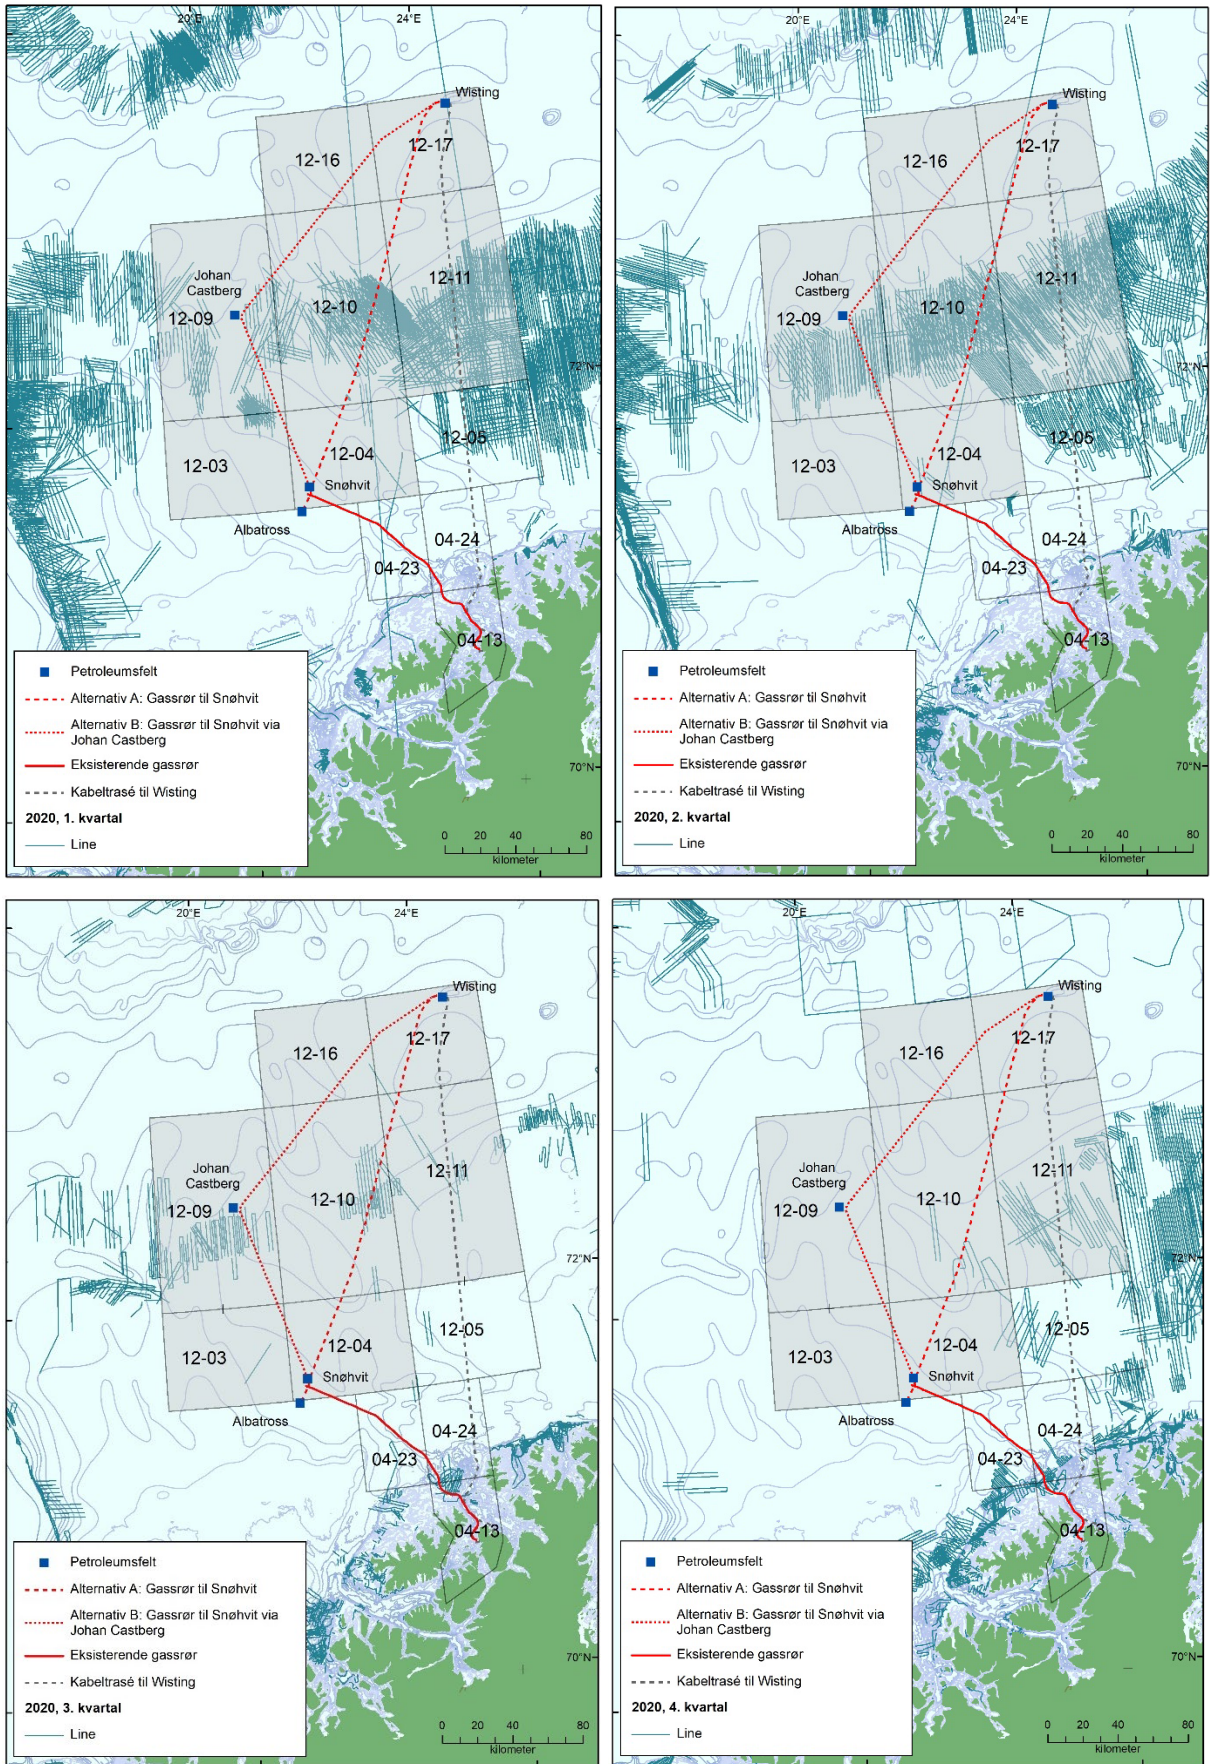 20°E 24°E
Wisting
12-16
12-17
Johan
Castberg
12-09
12-10
12-11
72°N
12-03
12-04
12-05
Snøhvit
Albatross
04-24
04-23
04-13
Petroleumsfelt
Alternativ A: Gassrør til Snøhvit
Alternativ B: Gassrør til Snøhvit via
Johan Castberg
Eksisterende gassrør
Kabeltrasé til Wisting
2020, 1. kvartal
Line
70°N
0 20 40 80
kilometer
20°E 24°E
Wisting
12-16
12-17
Johan
Castberg
12-09
12-10
12-11
72°N
12-03
12-04
12-05
Snøhvit
Albatross
04-24
04-23
04-13
Petroleumsfelt
Alternativ A: Gassrør til Snøhvit
Alternativ B: Gassrør til Snøhvit via
Johan Castberg
Eksisterende gassrør
Kabeltrasé til Wisting
2020, 2. kvartal
Line
70°N
0 20 40 80
kilometer
20°E 24°E
Wisting
12-16
12-17
Johan
Castberg
12-09
12-10
12-11
72°N
12-03
12-04
12-05
Snøhvit
Albatross
04-24
04-23
04-13
Petroleumsfelt
Alternativ A: Gassrør til Snøhvit
Alternativ B: Gassrør til Snøhvit via
Johan Castberg
Eksisterende gassrør
Kabeltrasé til Wisting
2020, 3. kvartal
Line
70°N
0 20 40 80
kilometer
20°E 24°E
Wisting
12-16
12-17
Johan
Castberg
12-09
12-10
12-11
72°N
12-03
12-04
12-05
Snøhvit
Albatross
04-24
04-23
04-13
Petroleumsfelt
Alternativ A: Gassrør til Snøhvit
Alternativ B: Gassrør til Snøhvit via
Johan Castberg
Eksisterende gassrør
Kabeltrasé til Wisting
2020, 4. kvartal
Line
70°N
0 20 40 80
kilometer